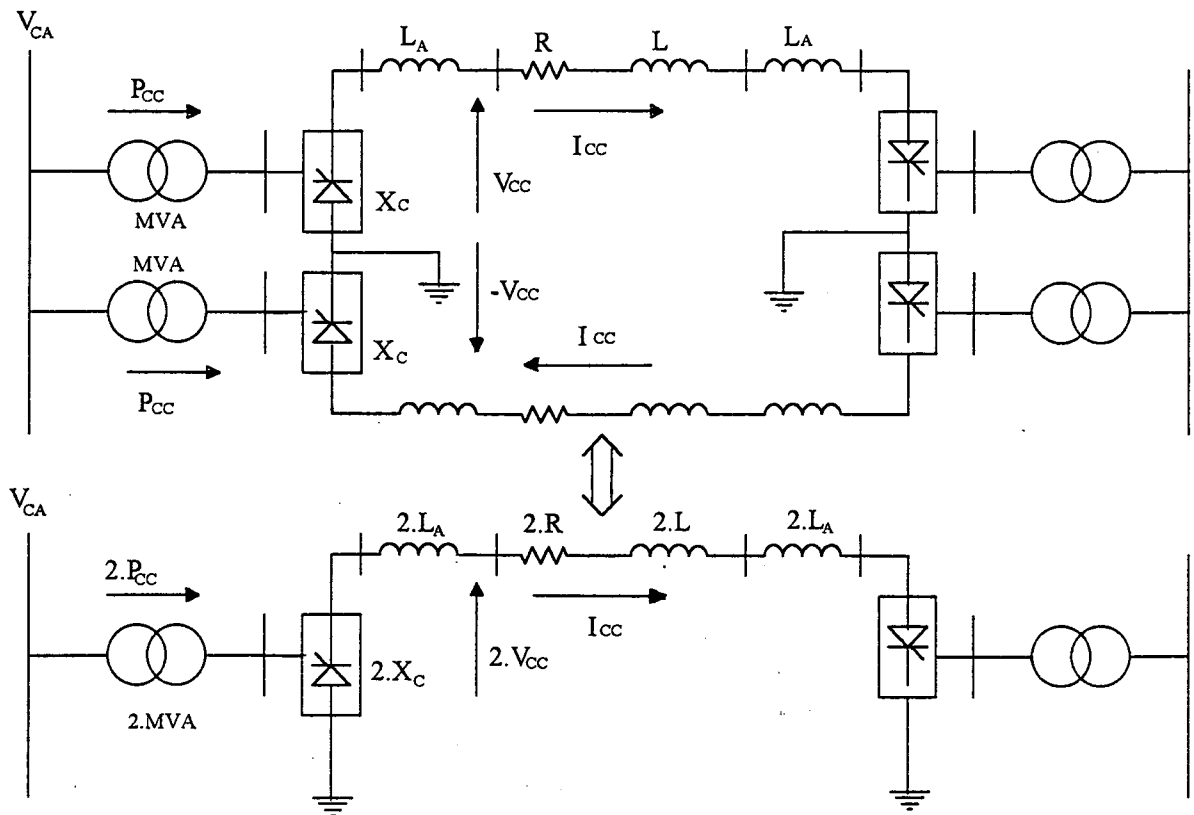 V_CA
L_A R L L_A
P_CC
I_CC
X_C V_CC
MVA
MVA
-V_CC
I_CC
X_C
P_CC
V_CA
2.L_A 2.R 2.L 2.L_A
2.P_CC
I_CC
2.X_C 2.V_CC
2.MVA